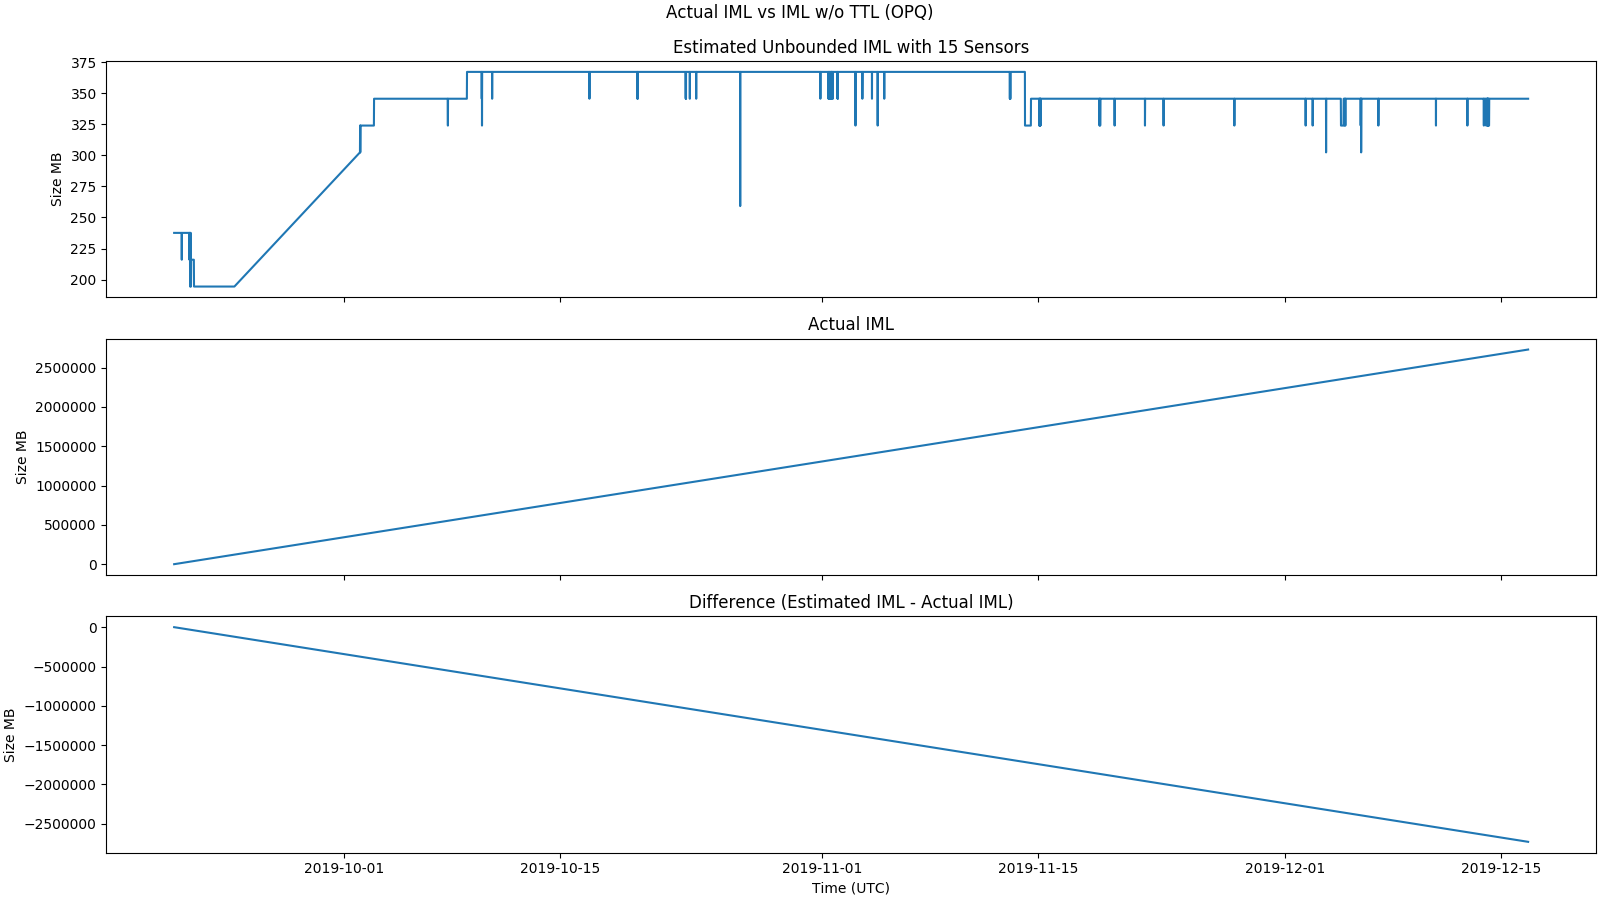 Actual IML vs IML w/o TTL (OPQ)
Estimated Unbounded IML with 15 Sensors
375
350
325
300
275
250
225
200
Size MB
Actual IML
2500000
2000000
1500000
1000000
500000
0
Size MB
Difference (Estimated IML - Actual IML)
0
−500000
−1000000
−1500000
−2000000
−2500000
Size MB
2019-10-01 2019-10-15 2019-11-01 2019-11-15 2019-12-01 2019-12-15
Time (UTC)